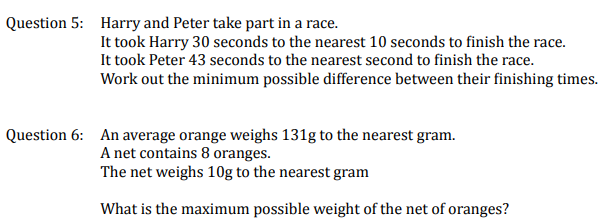 Question 5: Harry and Peter take part in a race.
It took Harry 30 seconds to the nearest 10 seconds to finish the race.
It took Peter 43 seconds to the nearest second to finish the race.
Work out the minimum possible difference between their finishing times.
Question 6: An average orange weighs 131g to the nearest gram.
A net contains 8 oranges.
The net weighs 10g to the nearest gram
What is the maximum possible weight of the net of oranges?